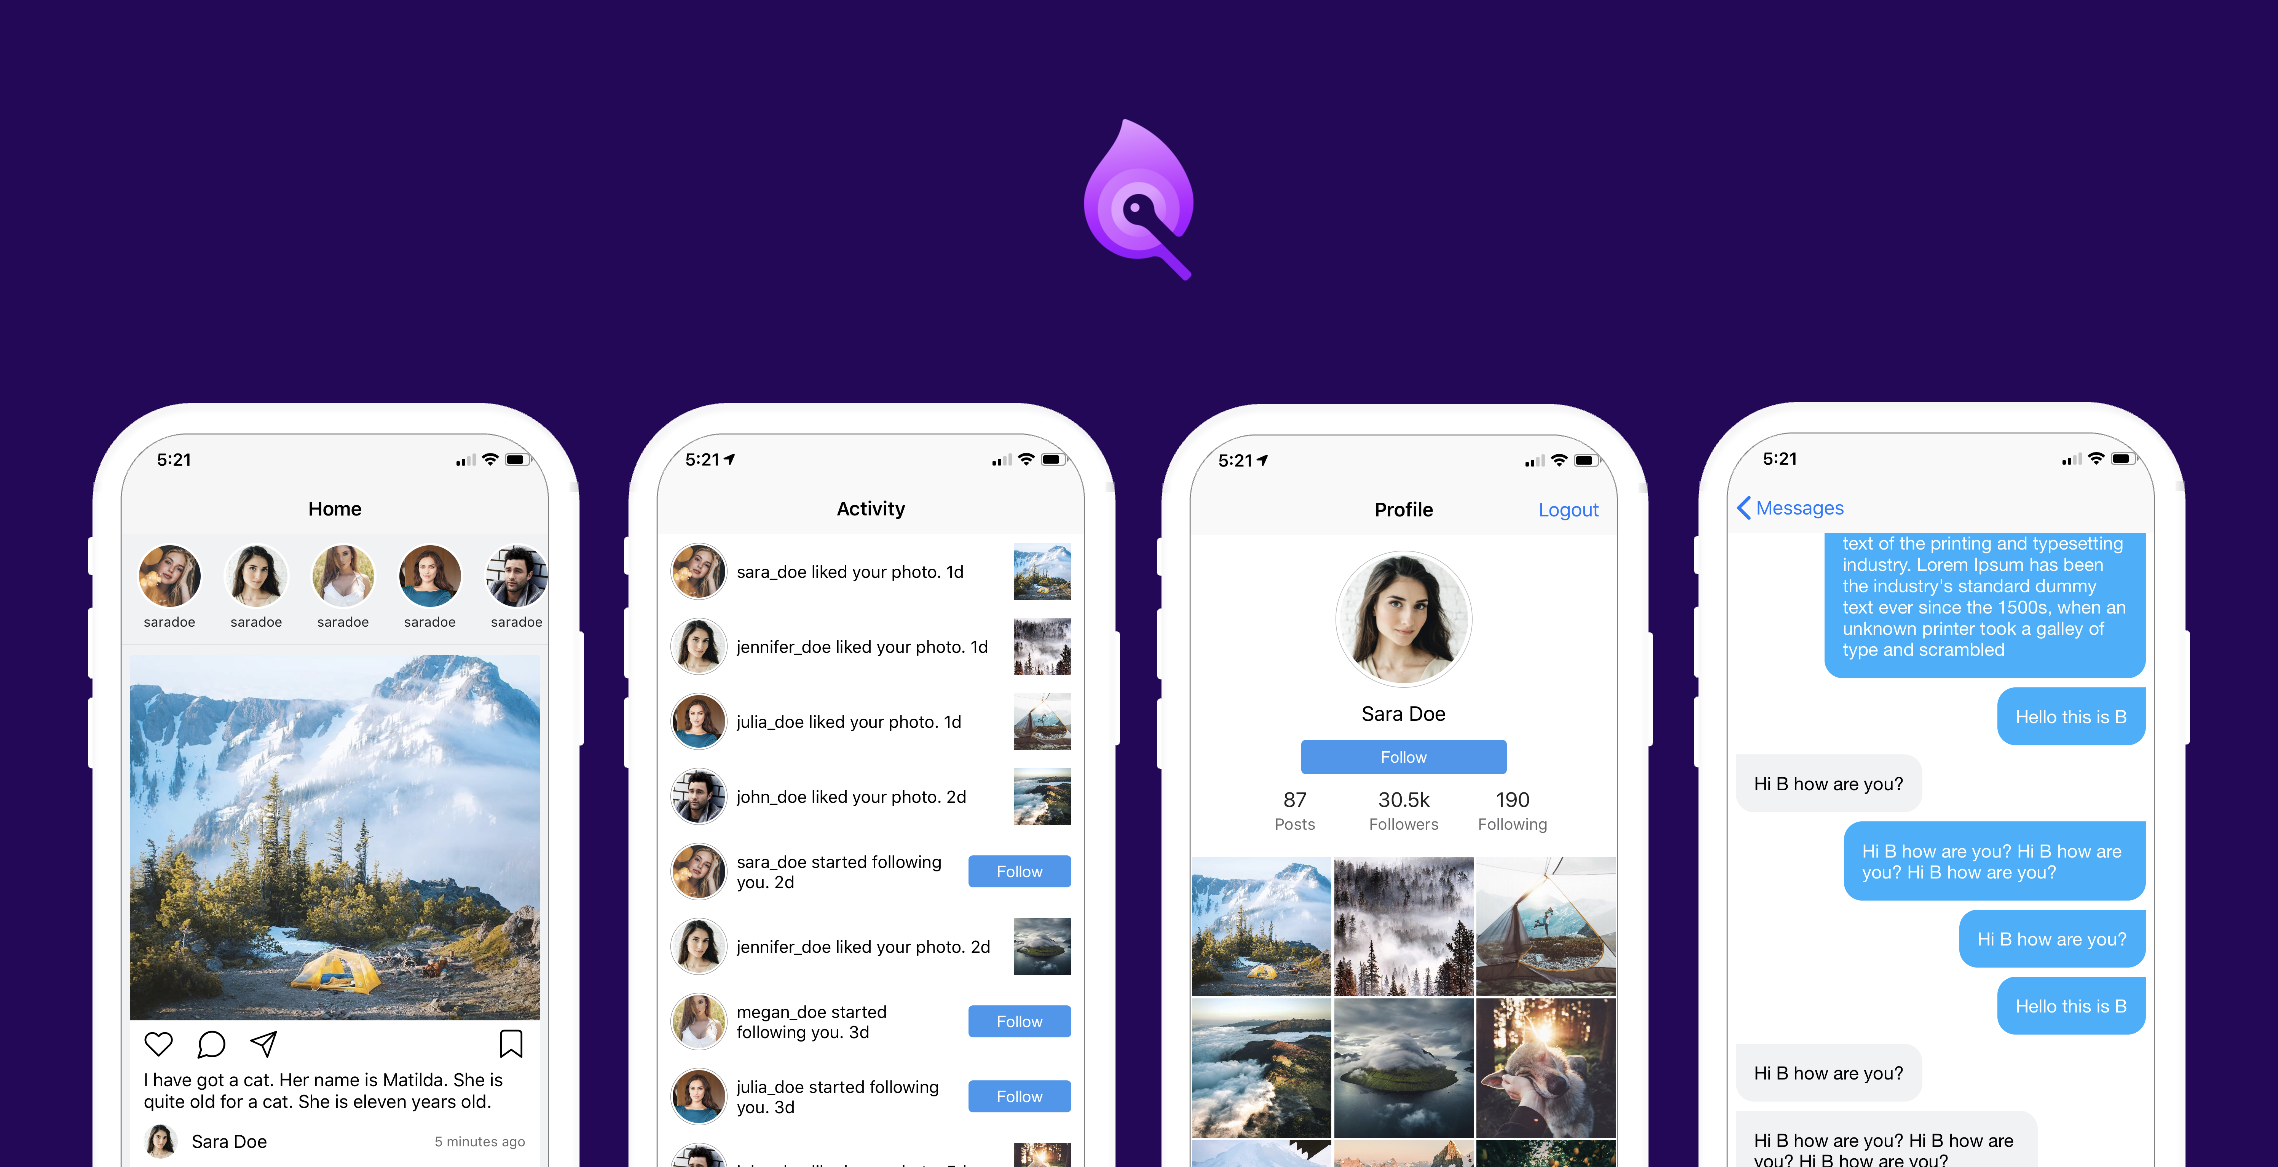 5:21
Home
saradoe
saradoe
saradoe
saradoe
saradoe
I have got a cat. Her name is Matilda. She is
quite old for a cat. She is eleven years old.
Sara Doe
5 minutes ago
5:21
Activity
sara_doe liked your photo. 1d
jennifer_doe liked your photo. 1d
julia_doe liked your photo. 1d
john_doe liked your photo. 2d
sara_doe started following
you. 2d
Follow
jennifer_doe liked your photo. 2d
megan_doe started
following you. 3d
Follow
julia_doe started following
you. 3d
Follow
5:21
Profile
Logout
Sara Doe
Follow
87
Posts
30.5k
Followers
190
Following
5:21
Messages
text of the printing and typesetting
industry. Lorem Ipsum has been
the industry's standard dummy
text ever since the 1500s, when an
unknown printer took a galley of
type and scrambled
Hello this is B
Hi B how are you?
Hi B how are you? Hi B how are
you? Hi B how are you?
Hi B how are you?
Hello this is B
Hi B how are you?
Hi B how are you? Hi B how are
you? Hi B how are you?